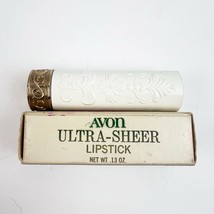 AVON
ULTRA-SHEER
LIPSTICK
NET WT .13 OZ.